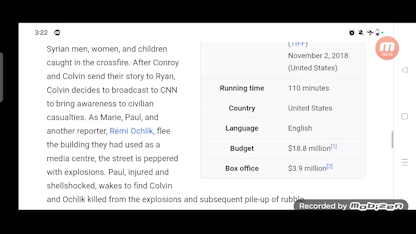 3:22
Syrian men, women, and children
caught in the crossfire. After Conroy
and Colvin send their story to Ryan,
Colvin decides to broadcast to CNN
to bring awareness to civilian
casualties. As Marie, Paul, and
another reporter, Rémi Ochlik, flee
the building they had used as a
media centre, the street is peppered
with explosions. Paul, injured and
shellshocked, wakes to find Colvin
and Ochlik killed from the explosions and subsequent pile-up of rubble.
(TIFF)
November 2, 2018
(United States)
Running time 110 minutes
Country United States
Language English
Budget $18.8 million[1]
Box office $3.9 million[2]
Recorded by Mobizen